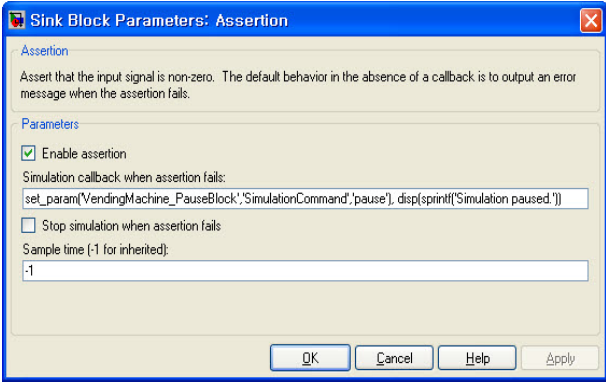 Sink Block Parameters: Assertion
Assertion
Assert that the input signal is non-zero. The default behavior in the absence of a callback is to output an error
message when the assertion fails.
Parameters
Enable assertion
Simulation callback when assertion fails:
set_param('VendingMachine_PauseBlock','SimulationCommand','pause'), disp(sprintf('Simulation paused.'))
Stop simulation when assertion fails
Sample time (-1 for inherited):
-1
OK Cancel Help Apply